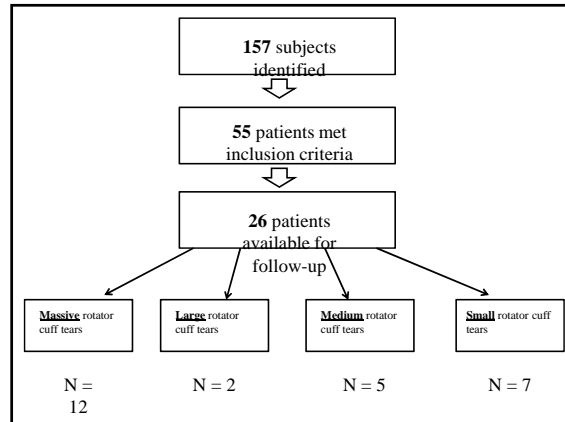 157 subjects
identified
55 patients met
inclusion criteria
26 patients
available for
follow-up
Massive rotator
cuff tears
Large rotator
cuff tears
Medium rotator
cuff tears
Small rotator cuff
tears
N =
12
N = 2
N = 5
N = 7